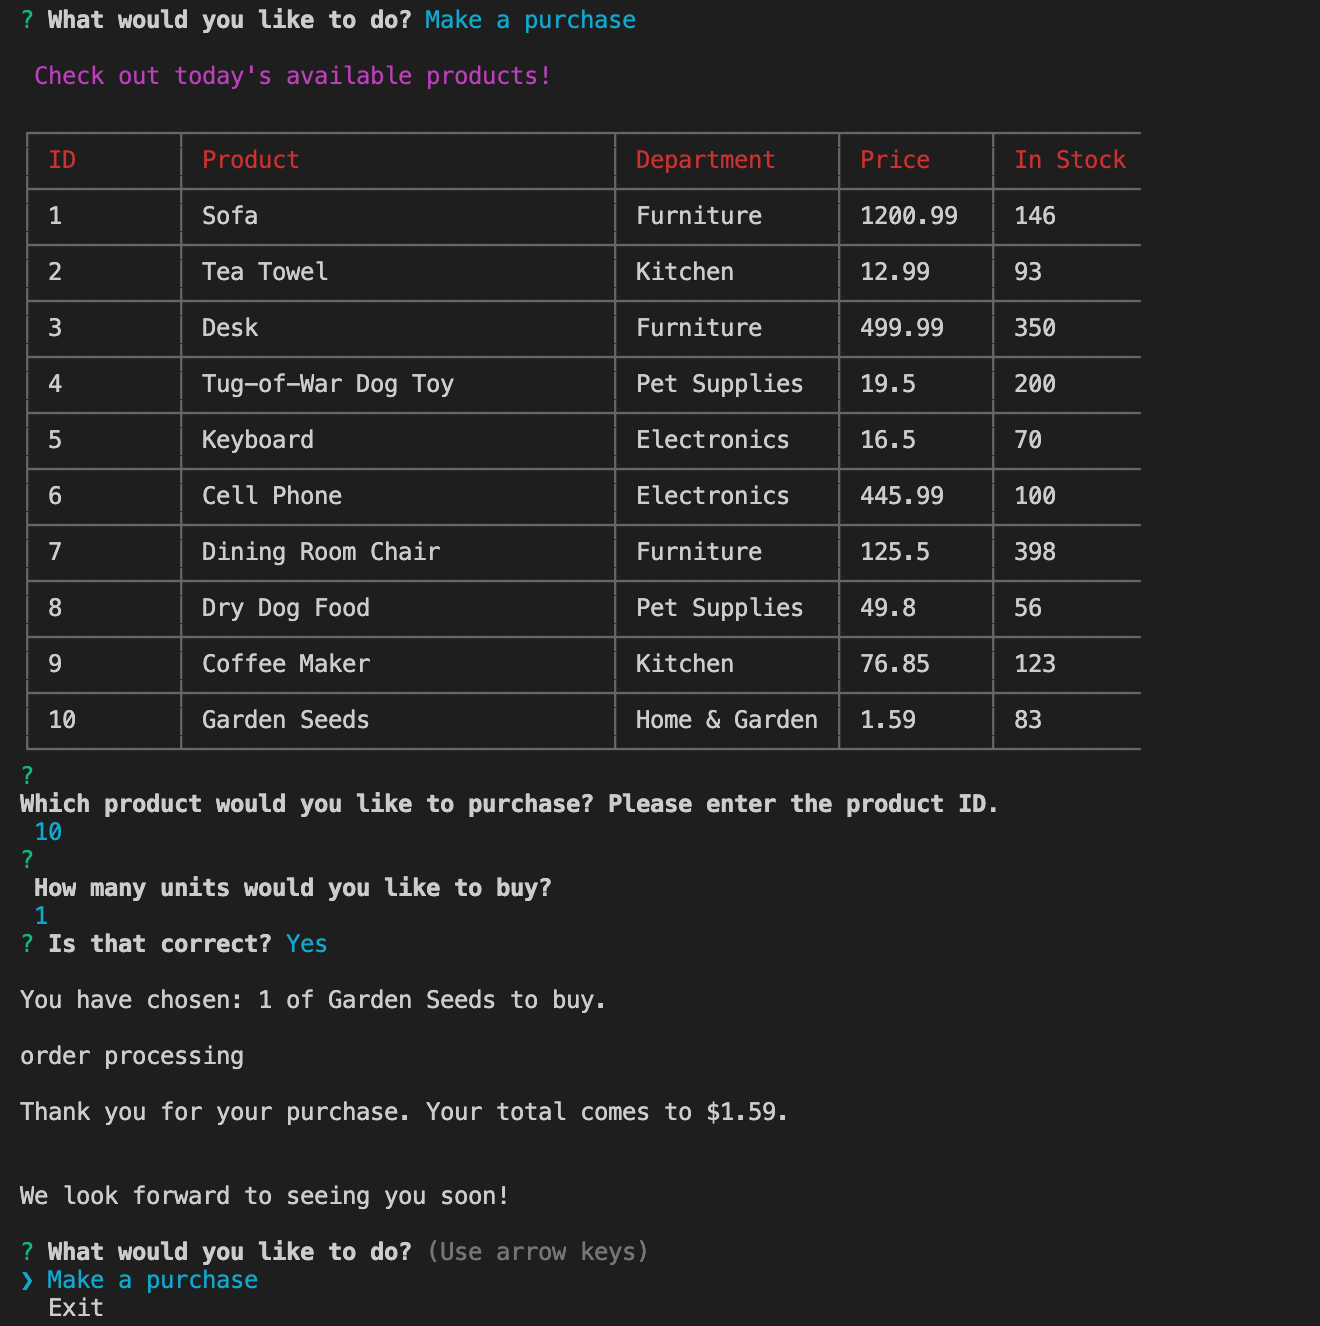 ? What would you like to do? Make a purchase
Check out today's available products!
ID Product Department Price In Stock
1 Sofa Furniture 1200.99 146
2 Tea Towel Kitchen 12.99 93
3 Desk Furniture 499.99 350
4 Tug-of-War Dog Toy Pet Supplies 19.5 200
5 Keyboard Electronics 16.5 70
6 Cell Phone Electronics 445.99 100
7 Dining Room Chair Furniture 125.5 398
8 Dry Dog Food Pet Supplies 49.8 56
9 Coffee Maker Kitchen 76.85 123
10 Garden Seeds Home & Garden 1.59 83
?
Which product would you like to purchase? Please enter the product ID.
10
?
How many units would you like to buy?
1
? Is that correct? Yes
You have chosen: 1 of Garden Seeds to buy.
order processing
Thank you for your purchase. Your total comes to $1.59.
We look forward to seeing you soon!
? What would you like to do? (Use arrow keys)
❯ Make a purchase
Exit